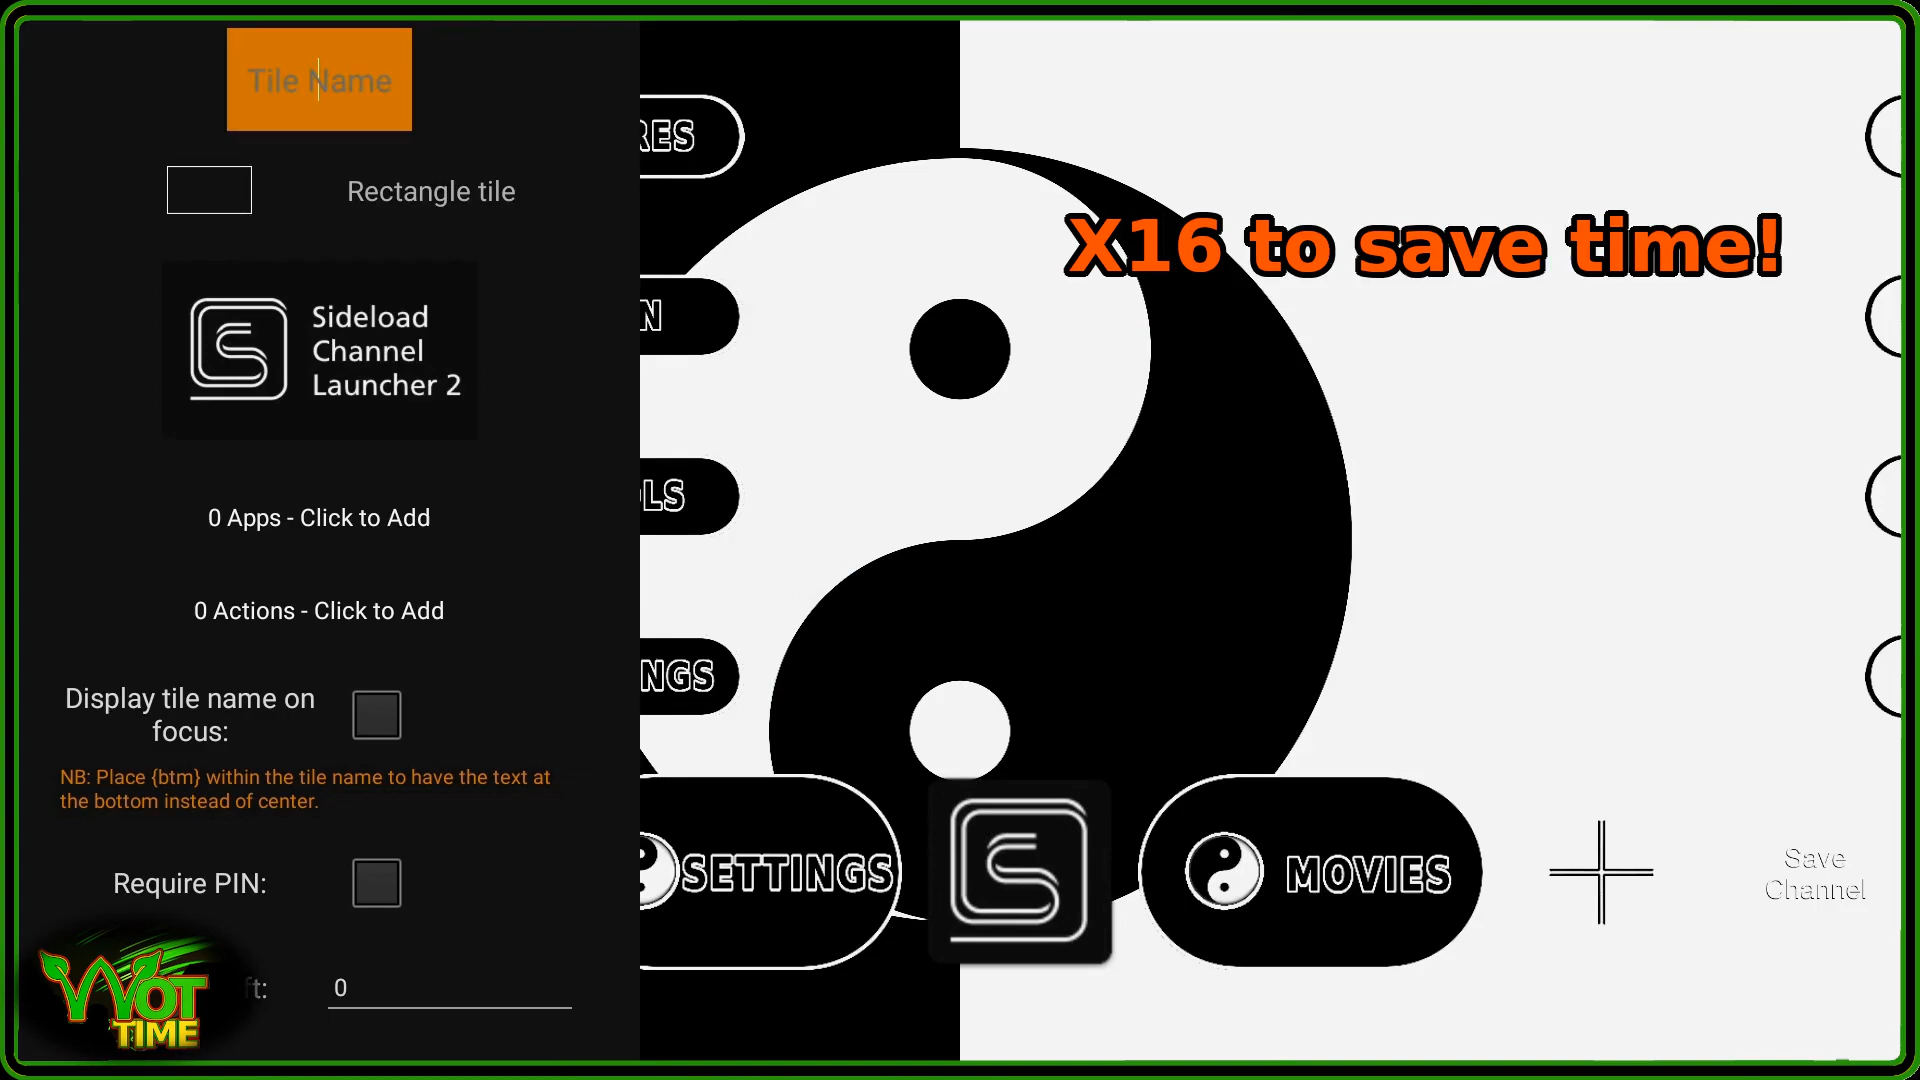 Tile Name
Rectangle tile
Sideload
Channel
Launcher 2
0 Apps - Click to Add
0 Actions - Click to Add
Display tile name on
focus:
NB: Place {btm} within the tile name to have the text at
the bottom instead of center.
Require PIN:
ft:
0
WOT
TIME
RES
N
LS
NGS
X16 to save time!
SETTINGS
MOVIES
Save
Channel